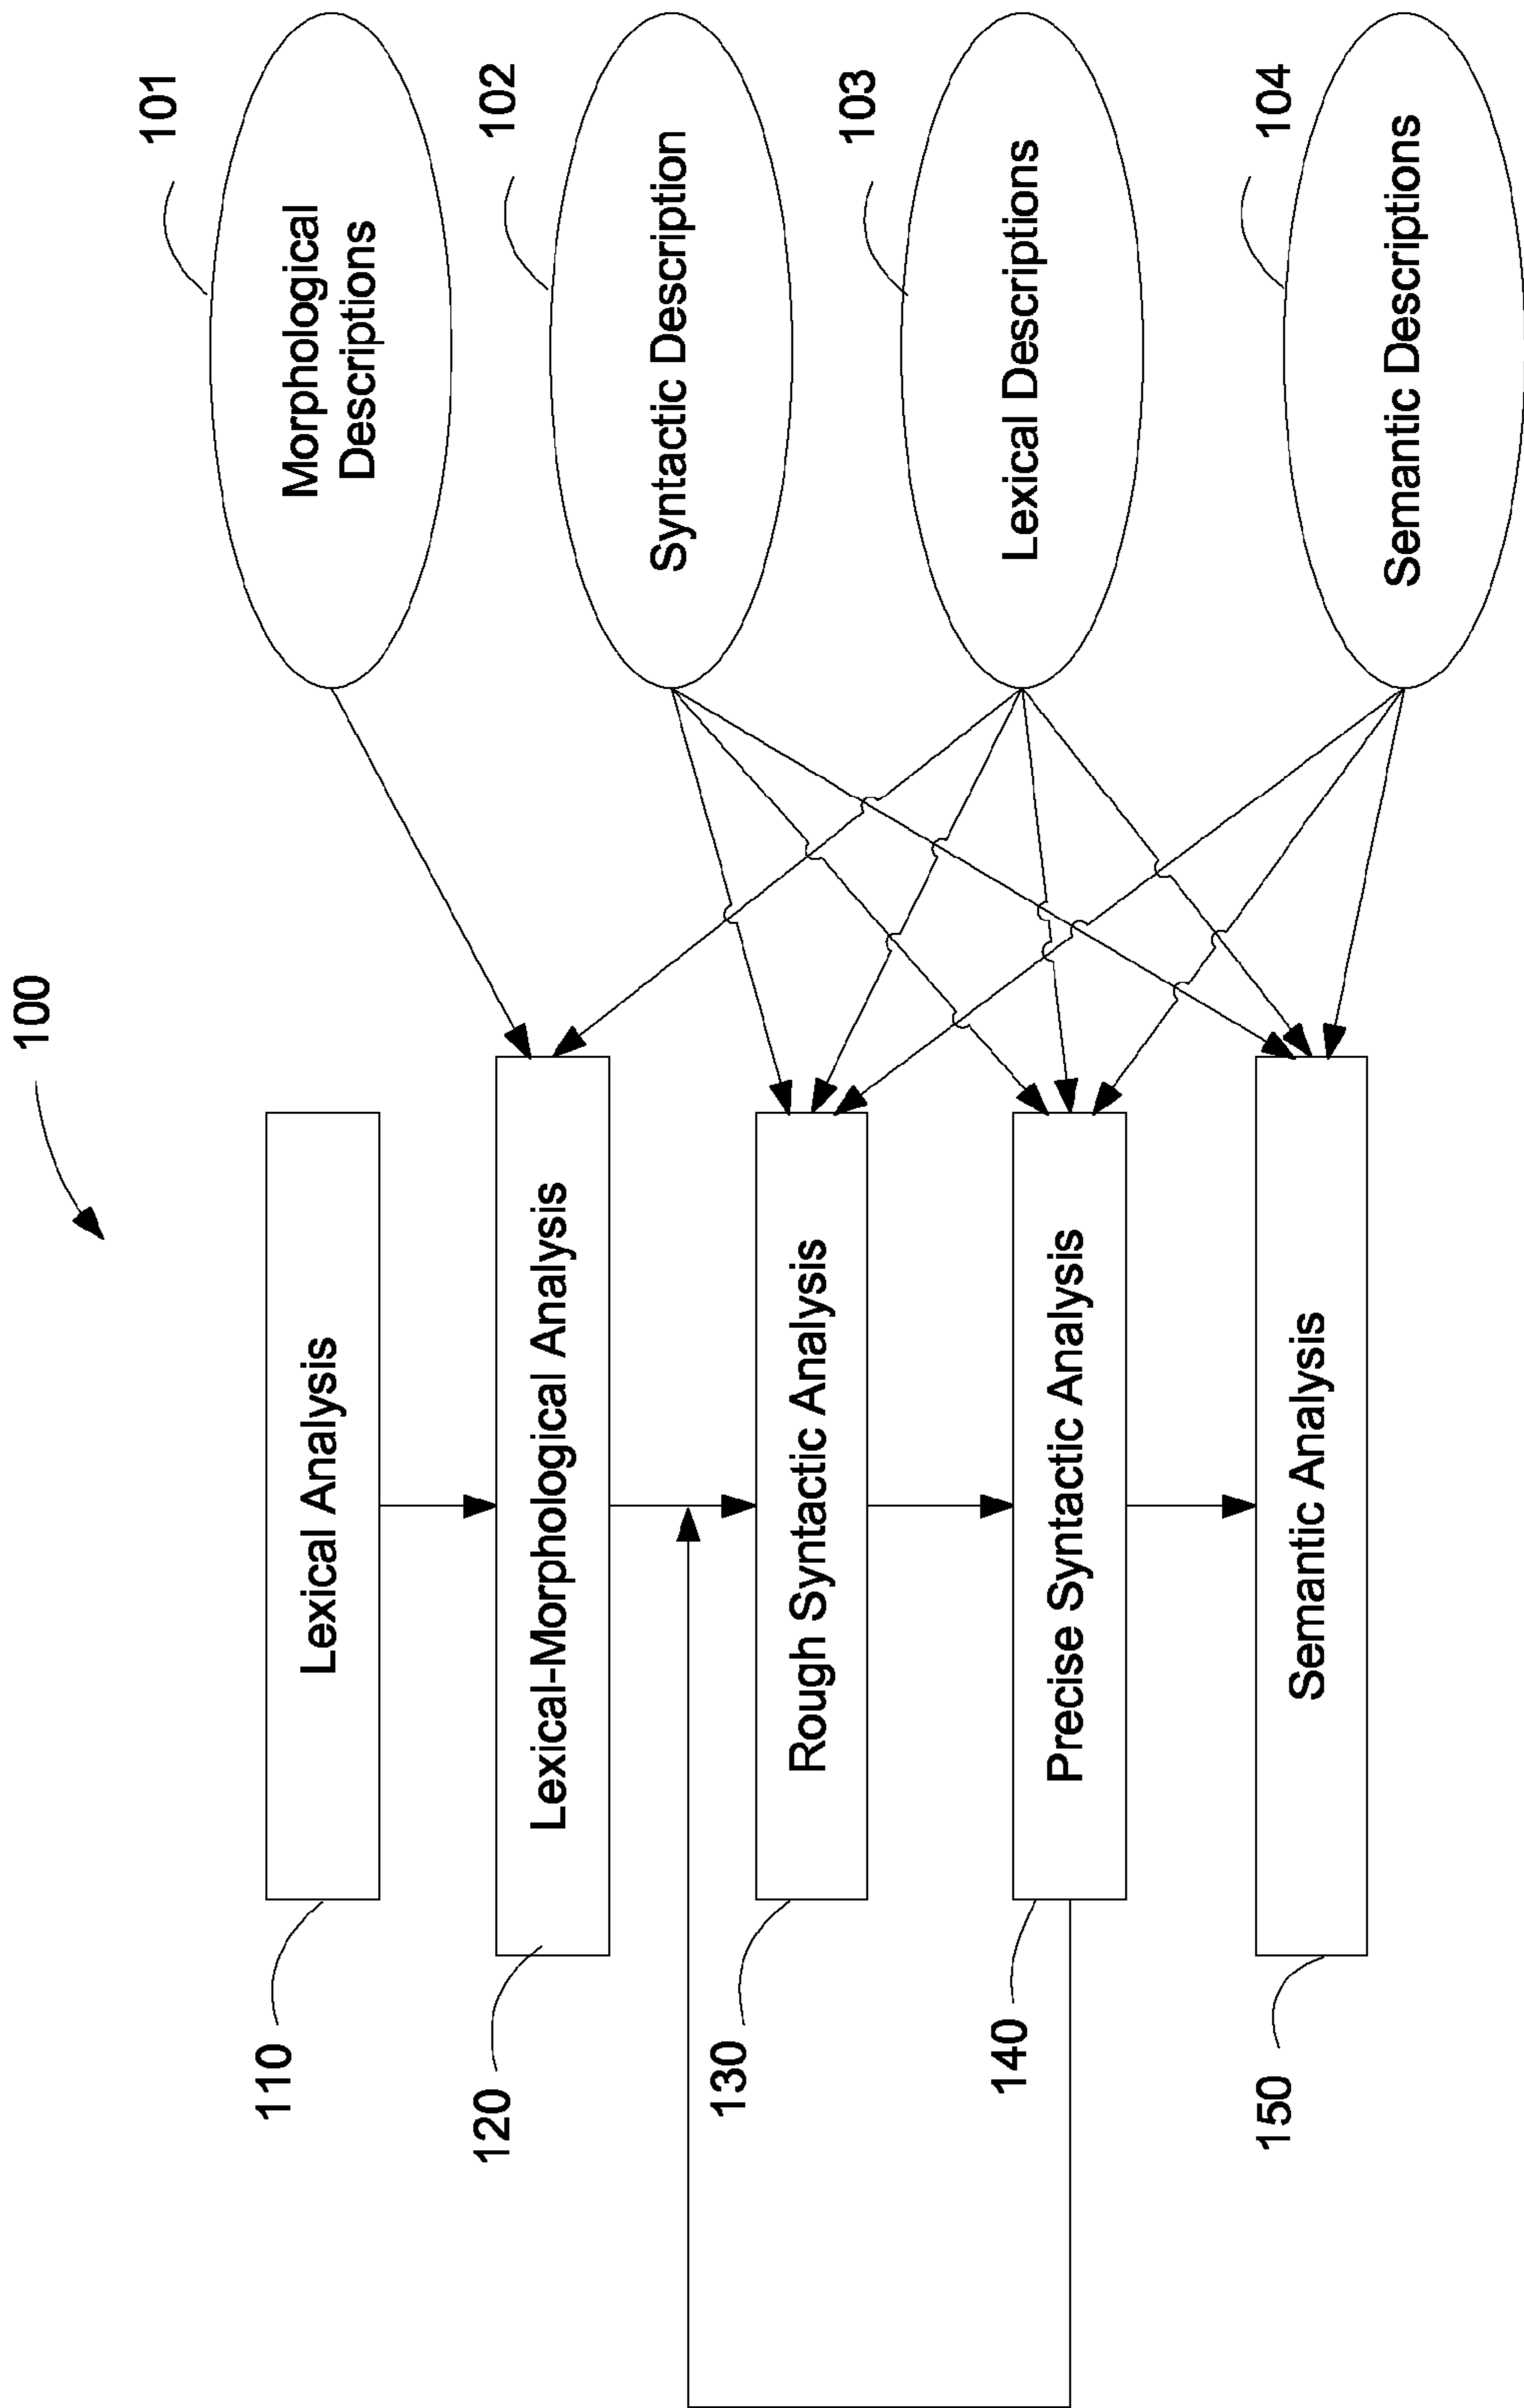 100
110
Lexical Analysis
120
Lexical-Morphological Analysis
130
Rough Syntactic Analysis
140
Precise Syntactic Analysis
150
Semantic Analysis
101
Morphological
Descriptions
102
Syntactic Description
103
Lexical Descriptions
104
Semantic Descriptions